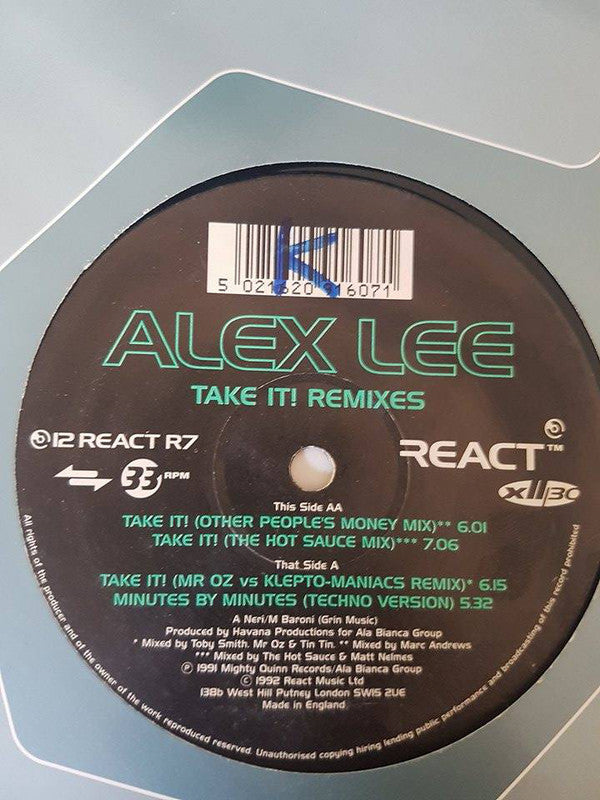 K
5 021620 916071
ALEX LEE
TAKE IT! REMIXES
12 REACT R7
REACT™
33 RPM
This Side AA
TAKE IT! (OTHER PEOPLE'S MONEY MIX)** 6.01
TAKE IT! (THE HOT SAUCE MIX)*** 7.06
That Side A
TAKE IT! (MR OZ vs KLEPTO-MANIACS REMIX)* 6.15
MINUTES BY MINUTES (TECHNO VERSION) 5.32
A Neri/M Baroni (Grin Music)
Produced by Havana Productions for Ala Bianca Group
* Mixed by Toby Smith. Mr Oz & Tin Tin. ** Mixed by Marc Andrews
*** Mixed by The Hot Sauce & Matt Nelmes
Ⓟ 1991 Mighty Quinn Records/Ala Bianca Group
© 1992 React Music Ltd
138b West Hill Putney London SW15 2UE
Made in England
All rights of the producer and of the owner of the work reproduced reserved. Unauthorised copying hiring lending public performance and broadcasting of this record prohibited